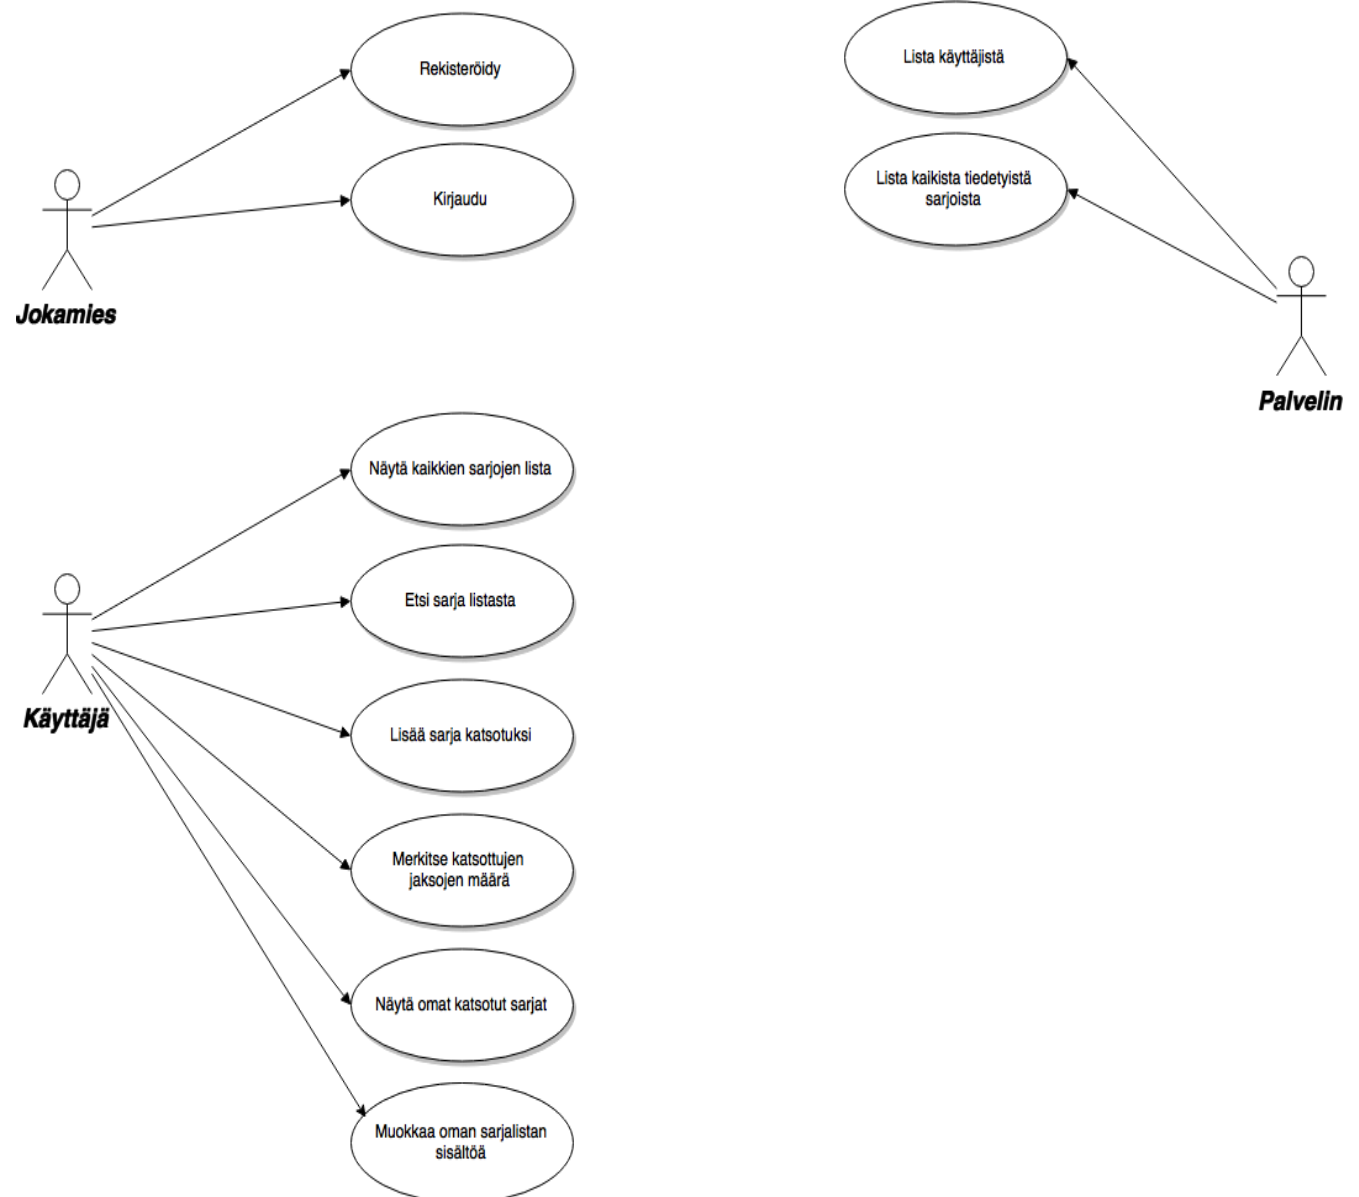 Rekisteröidy
Kirjaudu
Jokamies
Lista käyttäjistä
Lista kaikista tiedetyistä
sarjoista
Palvelin
Näytä kaikkien sarjojen lista
Etsi sarja listasta
Lisää sarja katsotuksi
Merkitse katsottujen
jaksojen määrä
Näytä omat katsotut sarjat
Muokkaa oman sarjalistan
sisältöä
Käyttäjä